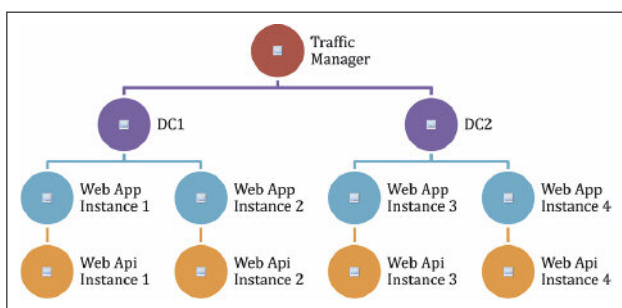 Traffic
Manager
DC1
DC2
Web App
Instance 1
Web App
Instance 2
Web App
Instance 3
Web App
Instance 4
Web Api
Instance 1
Web Api
Instance 2
Web Api
Instance 3
Web Api
Instance 4